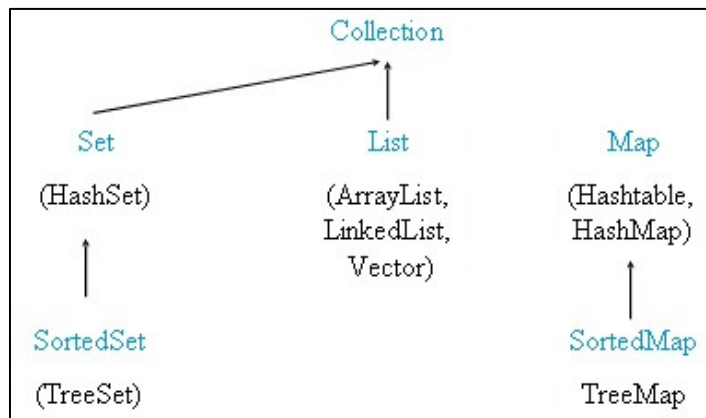 Collection
Set
List
Map
(HashSet)
(ArrayList,
LinkedList,
Vector)
(Hashtable,
HashMap)
SortedSet
SortedMap
(TreeSet)
TreeMap